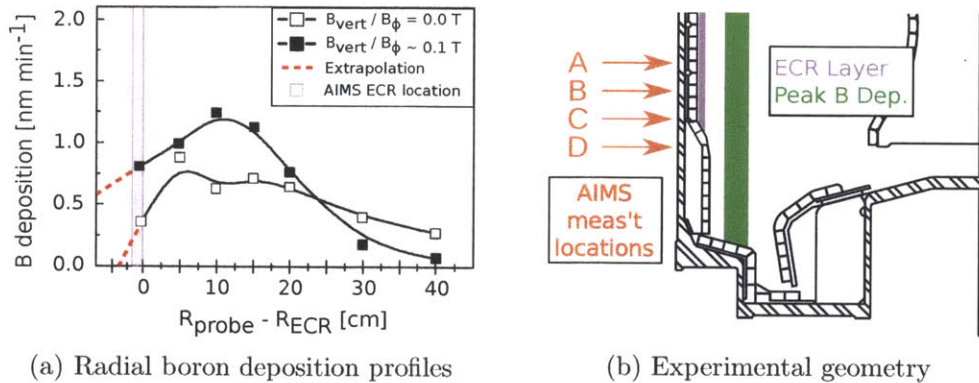 2.0
1.5
1.0
0.5
0.0
B deposition [nm min⁻¹]
B_vert / B_ϕ = 0.0 T
B_vert / B_ϕ ~ 0.1 T
Extrapolation
AIMS ECR location
0 10 20 30 40
R_probe - R_ECR [cm]
(a) Radial boron deposition profiles
A
B
C
D
AIMS
meas't
locations
ECR Layer
Peak B Dep.
(b) Experimental geometry